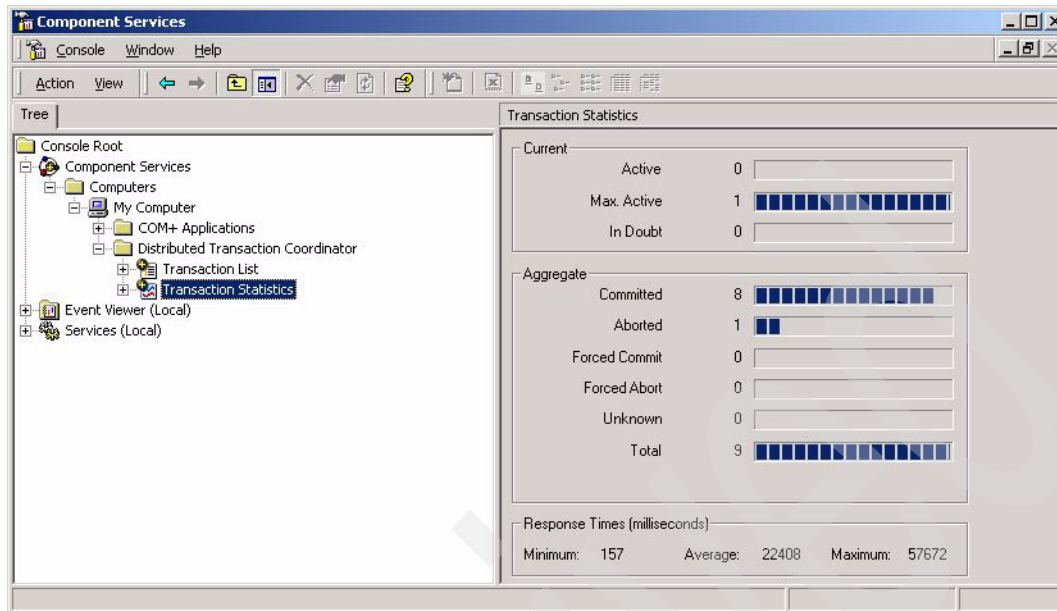 Component Services
Console Window Help
Action View
Tree
Console Root
Component Services
Computers
My Computer
COM+ Applications
Distributed Transaction Coordinator
Transaction List
Transaction Statistics
Event Viewer (Local)
Services (Local)
Transaction Statistics
Current
Active 0
Max. Active 1
In Doubt 0
Aggregate
Committed 8
Aborted 1
Forced Commit 0
Forced Abort 0
Unknown 0
Total 9
Response Times (milliseconds)
Minimum: 157 Average: 22408 Maximum: 57672